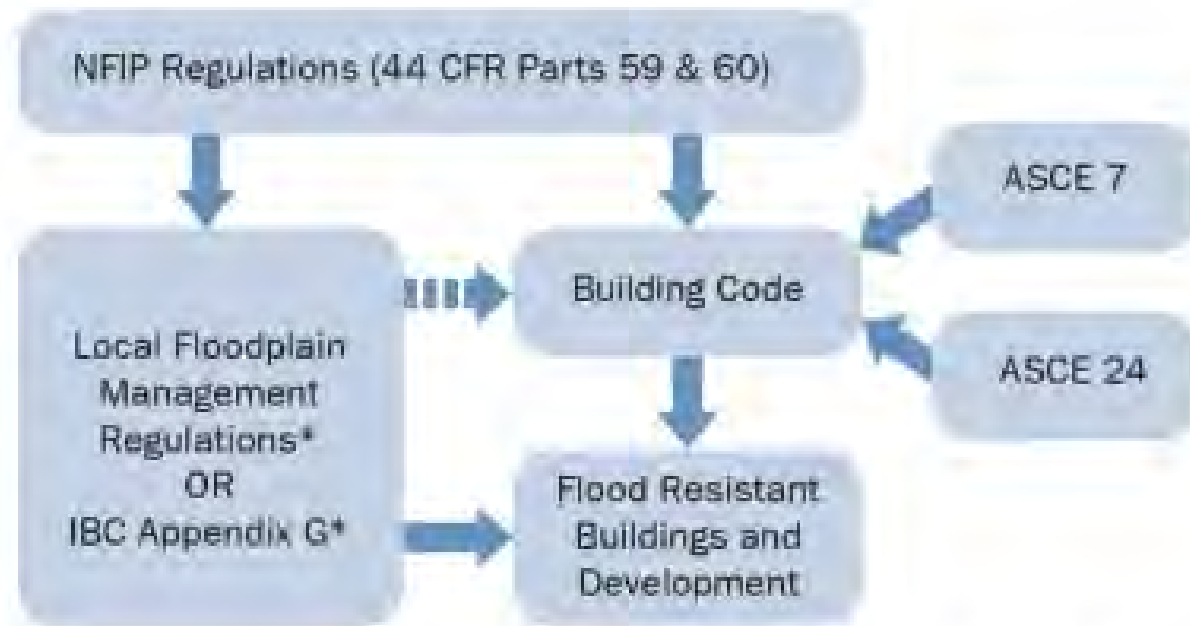 NFIP Regulations (44 CFR Parts 59 & 60)
ASCE 7
Building Code
Local Floodplain
Management
Regulations*
OR
IBC Appendix G*
ASCE 24
Flood Resistant
Buildings and
Development